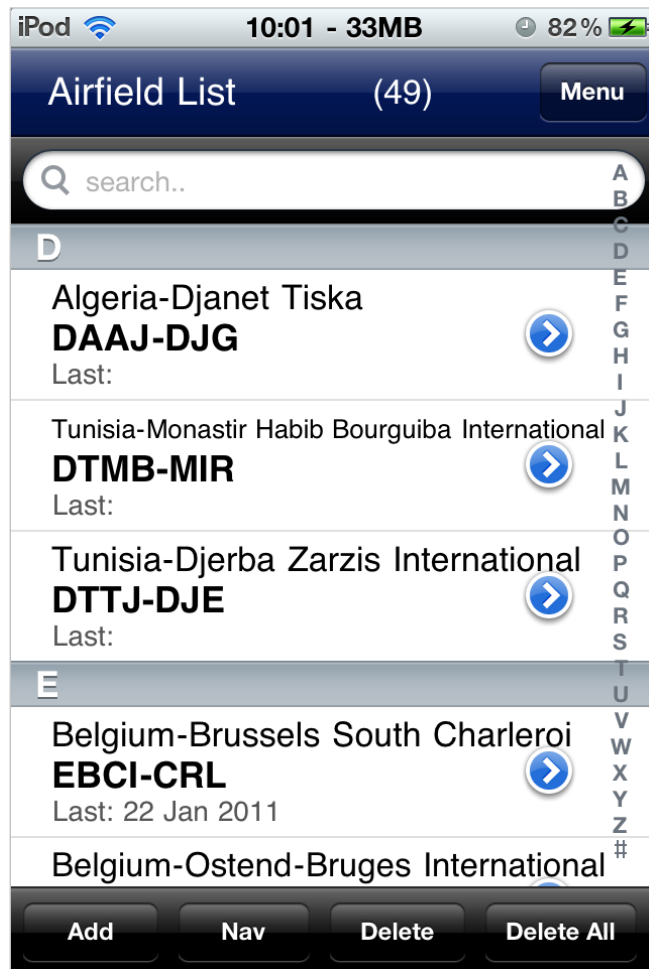 iPod 10:01 - 33MB 82%
Airfield List (49) Menu
search..
D
Algeria-Djanet Tiska
DAAJ-DJG
Last:
Tunisia-Monastir Habib Bourguiba International
DTMB-MIR
Last:
Tunisia-Djerba Zarzis International
DTTJ-DJE
Last:
E
Belgium-Brussels South Charleroi
EBCI-CRL
Last: 22 Jan 2011
Belgium-Ostend-Bruges International
A
B
C
D
E
F
G
H
I
J
K
L
M
N
O
P
Q
R
S
T
U
V
W
X
Y
Z
#
Add Nav Delete Delete All